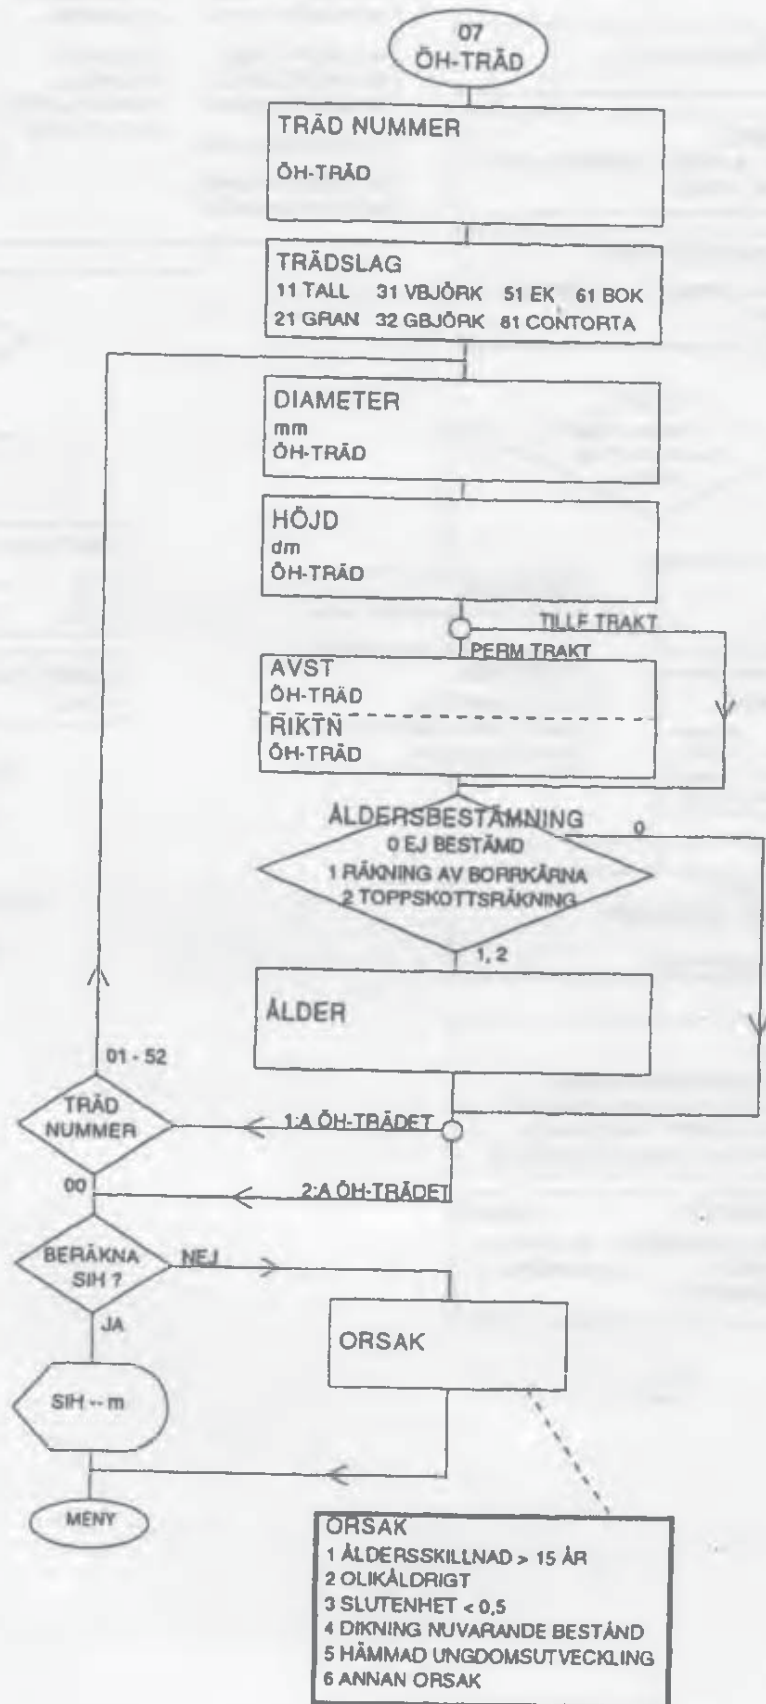 07
ÖH-TRÄD
TRÄD NUMMER
ÖH-TRÄD
TRÄDSLAG
11 TALL 31 VBJÖRK 51 EK 61 BOK
21 GRAN 32 GBJÖRK 81 CONTORTA
DIAMETER
mm
ÖH-TRÄD
HÖJD
dm
ÖH-TRÄD
TILLF TRAKT
PERM TRAKT
AVST
ÖH-TRÄD
RIKTN
ÖH-TRÄD
ÅLDERSBESTÄMNING
0 EJ BESTÄMD
0
1 RÄKNING AV BORRKÄRNA
2 TOPPSKOTTSRÄKNING
1, 2
ÅLDER
01 - 52
TRÄD
NUMMER
1:A ÖH-TRÄDET
00
2:A ÖH-TRÄDET
BERÄKNA
SIH ?
NEJ
JA
ORSAK
SIH -- m
MENY
ORSAK
1 ÅLDERSSKILLNAD > 15 ÅR
2 OLIKÅLDRIGT
3 SLUTENHET < 0,5
4 DIKNING NUVARANDE BESTÅND
5 HÄMMAD UNGDOMSUTVECKLING
6 ANNAN ORSAK